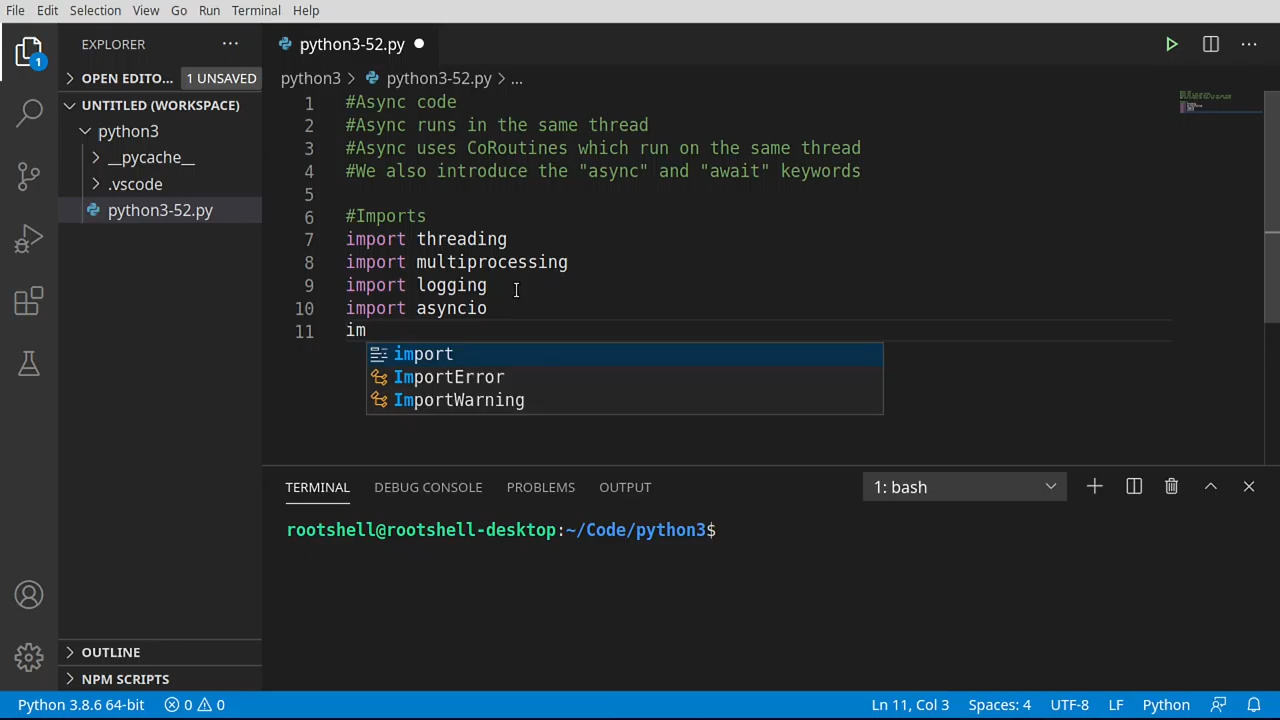 File Edit Selection View Go Run Terminal Help
EXPLORER
python3-52.py
OPEN EDITO... 1 UNSAVED
python3 > python3-52.py > ...
UNTITLED (WORKSPACE)
python3
__pycache__
.vscode
python3-52.py
1 #Async code
2 #Async runs in the same thread
3 #Async uses CoRoutines which run on the same thread
4 #We also introduce the "async" and "await" keywords
5
6 #Imports
7 import threading
8 import multiprocessing
9 import logging
10 import asyncio
11 im
import
ImportError
ImportWarning
1
TERMINAL DEBUG CONSOLE PROBLEMS OUTPUT 1: bash
rootshell@rootshell-desktop:~/Code/python3$
OUTLINE
NPM SCRIPTS
Python 3.8.6 64-bit 0 0 Ln 11, Col 3 Spaces: 4 UTF-8 LF Python